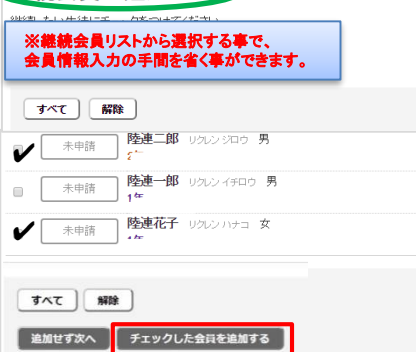 ※継続会員リストから選択する事で、
会員情報入力の手間を省く事ができます。
すべて 解除
未申請 陸連二郎 リクレンジロウ 男
未申請 陸連一郎 リクレンイチロウ 男
1年
未申請 陸連花子 リクレンハナコ 女
すべて 解除
追加せず次へ チェックした会員を追加する